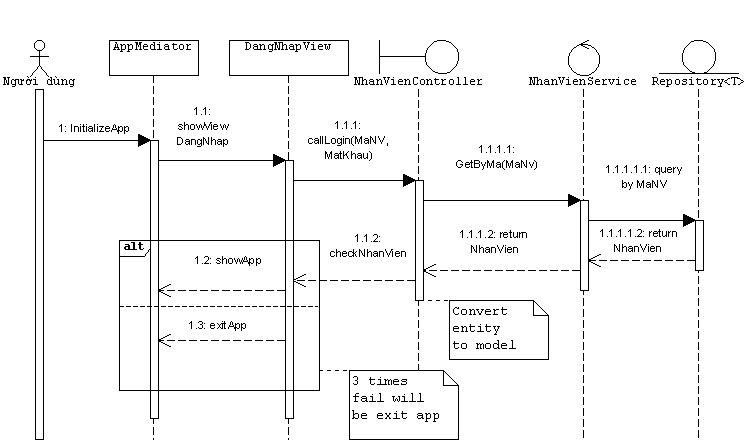 AppMediator
DangNhapView
Người dùng
NhanVienController
NhanVienService
Repository<T>
1: InitializeApp
1.1:
showView
DangNhap
1.1.1:
callLogin(MaNV,
MatKhau)
1.1.1.1:
GetByMa(MaNv)
1.1.1.1.1: query
by MaNV
1.1.1.1.2: return
NhanVien
1.1.1.2: return
NhanVien
1.1.2:
checkNhanVien
alt
1.2: showApp
1.3: exitApp
Convert
entity
to model
3 times
fail will
be exit app